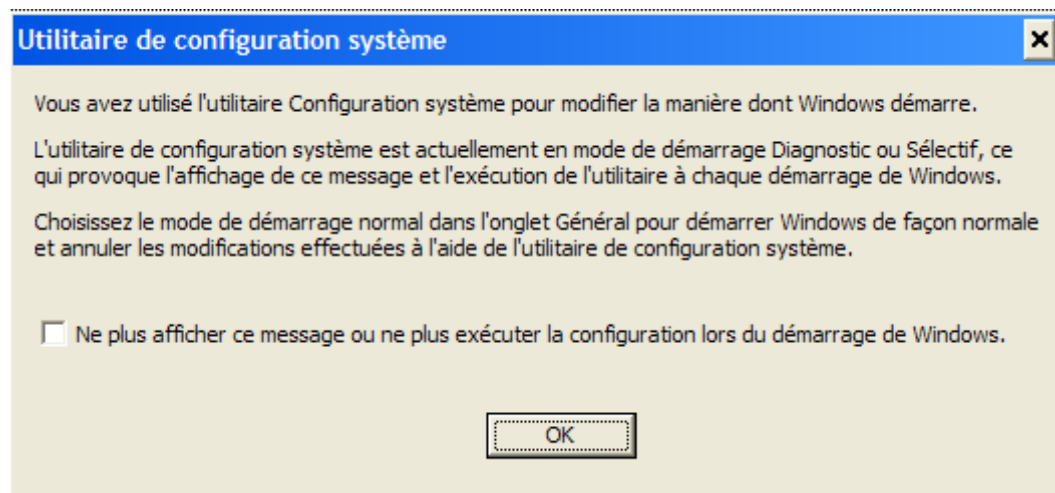 Utilitaire de configuration système
Vous avez utilisé l'utilitaire Configuration système pour modifier la manière dont Windows démarre.
L'utilitaire de configuration système est actuellement en mode de démarrage Diagnostic ou Sélectif, ce
qui provoque l'affichage de ce message et l'exécution de l'utilitaire à chaque démarrage de Windows.
Choisissez le mode de démarrage normal dans l'onglet Général pour démarrer Windows de façon normale
et annuler les modifications effectuées à l'aide de l'utilitaire de configuration système.
Ne plus afficher ce message ou ne plus exécuter la configuration lors du démarrage de Windows.
OK